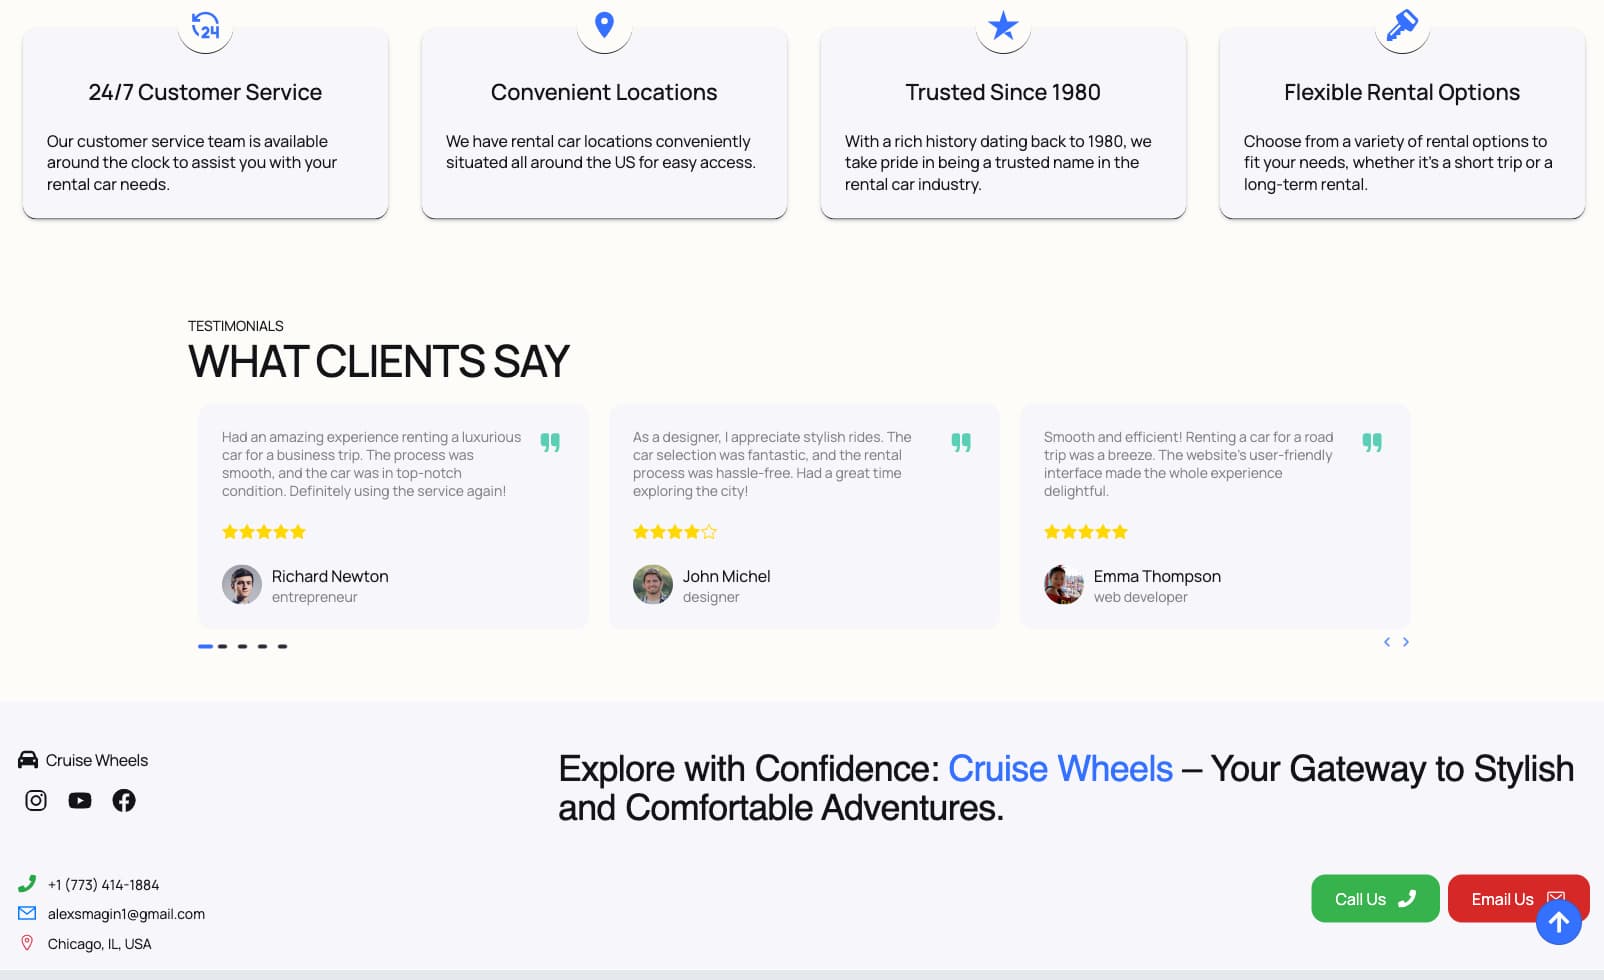 24
24/7 Customer Service
Our customer service team is available
around the clock to assist you with your
rental car needs.
Convenient Locations
We have rental car locations conveniently
situated all around the US for easy access.
Trusted Since 1980
With a rich history dating back to 1980, we
take pride in being a trusted name in the
rental car industry.
Flexible Rental Options
Choose from a variety of rental options to
fit your needs, whether it's a short trip or a
long-term rental.
TESTIMONIALS
WHAT CLIENTS SAY
Had an amazing experience renting a luxurious
car for a business trip. The process was
smooth, and the car was in top-notch
condition. Definitely using the service again!
Richard Newton
entrepreneur
As a designer, I appreciate stylish rides. The
car selection was fantastic, and the rental
process was hassle-free. Had a great time
exploring the city!
John Michel
designer
Smooth and efficient! Renting a car for a road
trip was a breeze. The website's user-friendly
interface made the whole experience
delightful.
Emma Thompson
web developer
Cruise Wheels
Explore with Confidence: Cruise Wheels – Your Gateway to Stylish
and Comfortable Adventures.
+1 (773) 414-1884
alexsmagin1@gmail.com
Chicago, IL, USA
Call Us
Email Us